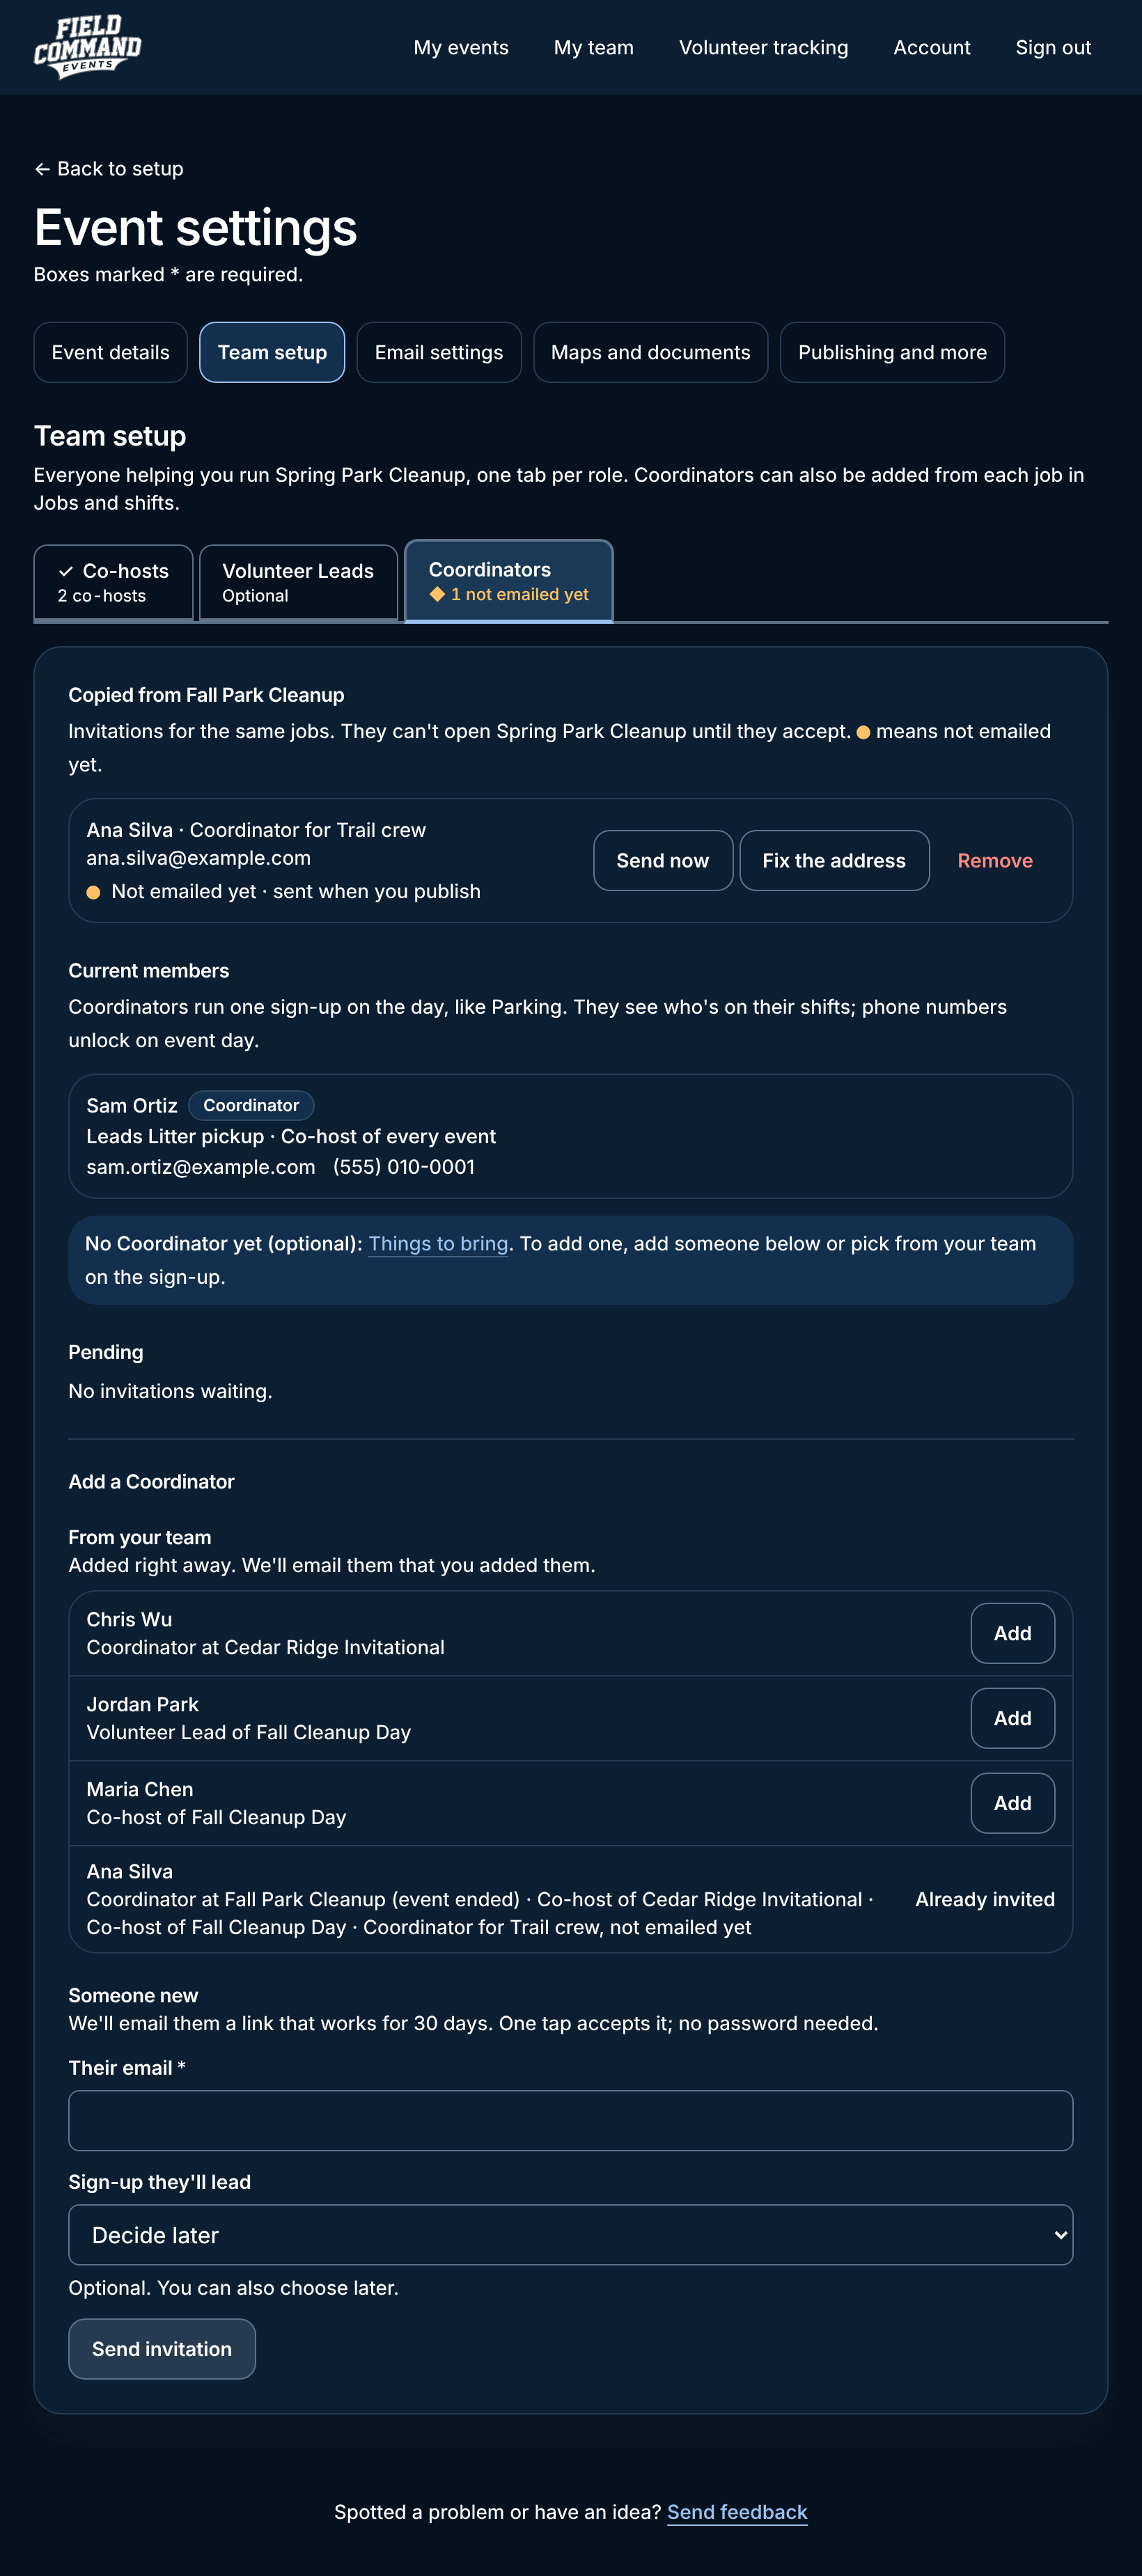 FIELD
COMMAND
EVENTS
My events
My team
Volunteer tracking
Account
Sign out
← Back to setup
Event settings
Boxes marked * are required.
Event details
Team setup
Email settings
Maps and documents
Publishing and more
Team setup
Everyone helping you run Spring Park Cleanup, one tab per role. Coordinators can also be added from each job in
Jobs and shifts.
✓ Co-hosts
2 co-hosts
Volunteer Leads
Optional
Coordinators
◆ 1 not emailed yet
Copied from Fall Park Cleanup
Invitations for the same jobs. They can't open Spring Park Cleanup until they accept. ● means not emailed
yet.
Ana Silva · Coordinator for Trail crew
ana.silva@example.com
● Not emailed yet · sent when you publish
Send now
Fix the address
Remove
Current members
Coordinators run one sign-up on the day, like Parking. They see who's on their shifts; phone numbers
unlock on event day.
Sam Ortiz Coordinator
Leads Litter pickup · Co-host of every event
sam.ortiz@example.com (555) 010-0001
No Coordinator yet (optional): Things to bring. To add one, add someone below or pick from your team
on the sign-up.
Pending
No invitations waiting.
Add a Coordinator
From your team
Added right away. We'll email them that you added them.
Chris Wu
Coordinator at Cedar Ridge Invitational
Add
Jordan Park
Volunteer Lead of Fall Cleanup Day
Add
Maria Chen
Co-host of Fall Cleanup Day
Add
Ana Silva
Coordinator at Fall Park Cleanup (event ended) · Co-host of Cedar Ridge Invitational ·
Co-host of Fall Cleanup Day · Coordinator for Trail crew, not emailed yet
Already invited
Someone new
We'll email them a link that works for 30 days. One tap accepts it; no password needed.
Their email *
Sign-up they'll lead
Decide later
Optional. You can also choose later.
Send invitation
Spotted a problem or have an idea? Send feedback